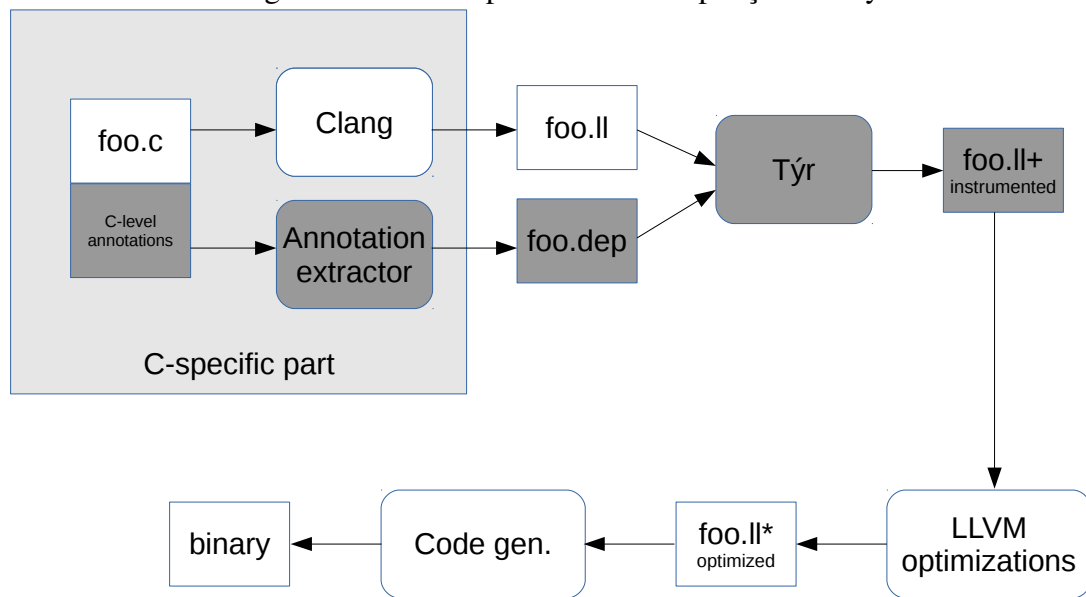 foo.c
C-level
annotations
Clang
Annotation
extractor
C-specific part
foo.ll
foo.dep
Týr
foo.ll+
instrumented
LLVM
optimizations
foo.ll*
optimized
Code gen.
binary